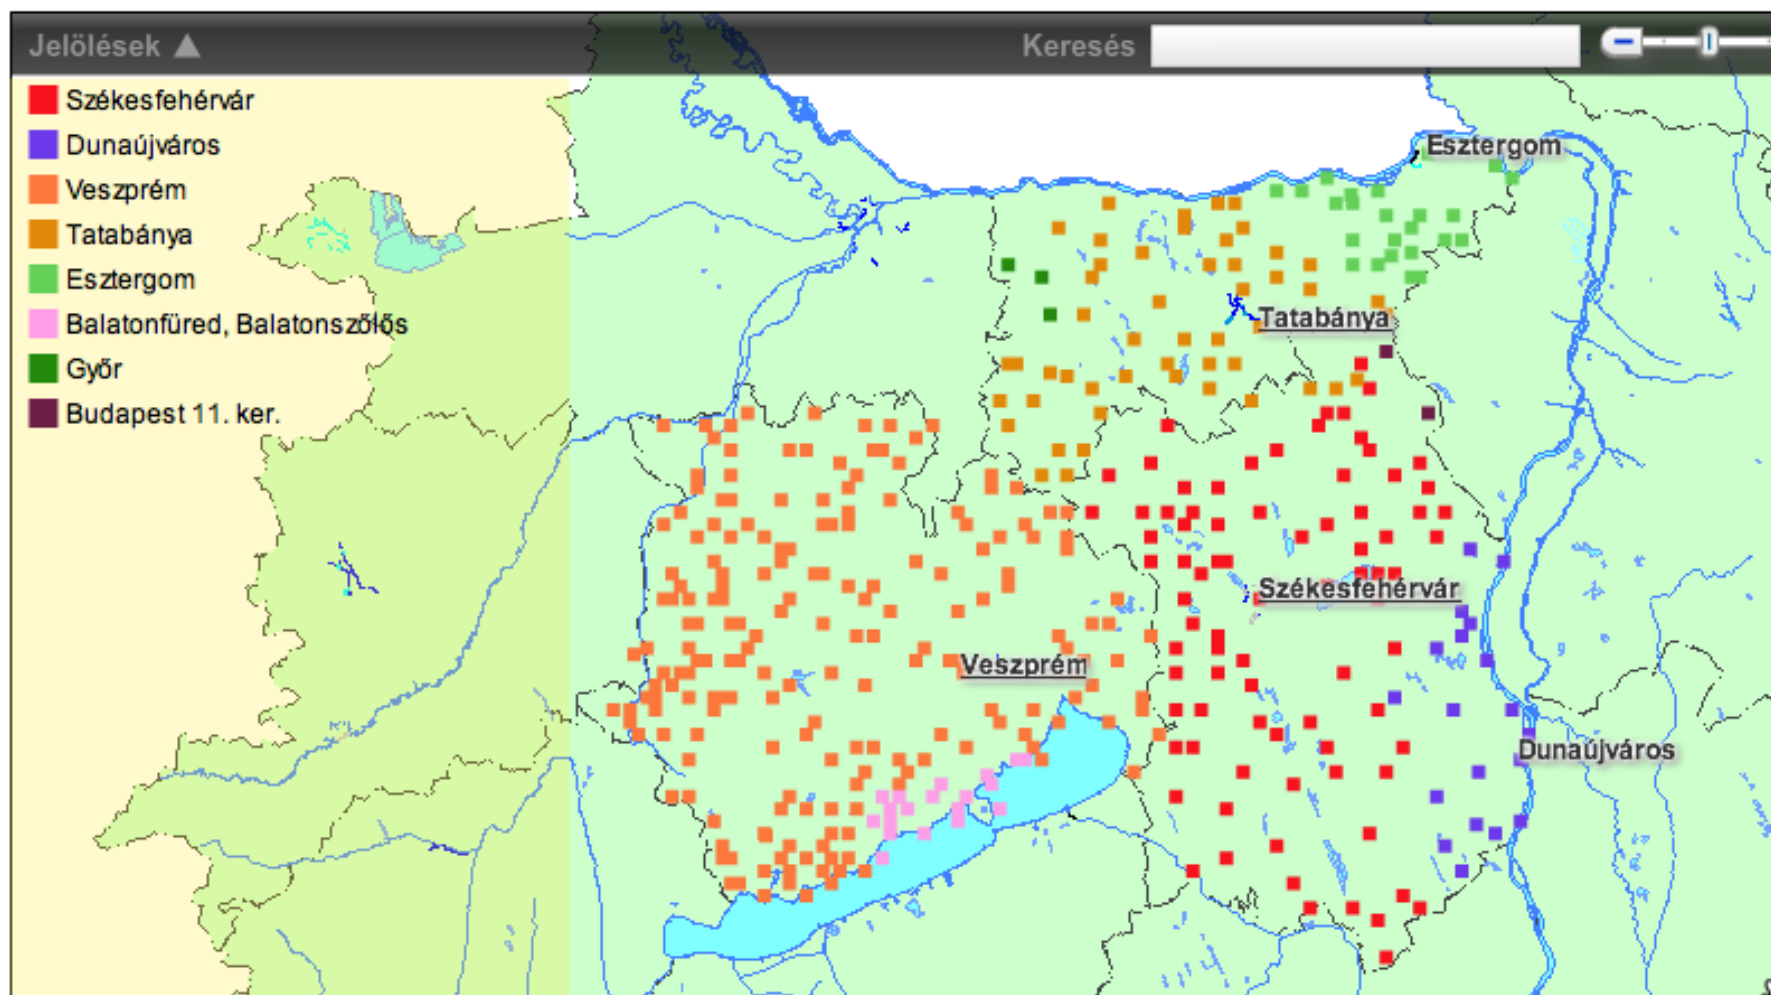 Jelölések ▲ Keresés
Székesfehérvár
Dunaújváros
Veszprém
Tatabánya
Esztergom
Balatonfüred, Balatonszőlős
Győr
Budapest 11. ker.
Esztergom
Tatabánya
Székesfehérvár
Veszprém
Dunaújváros